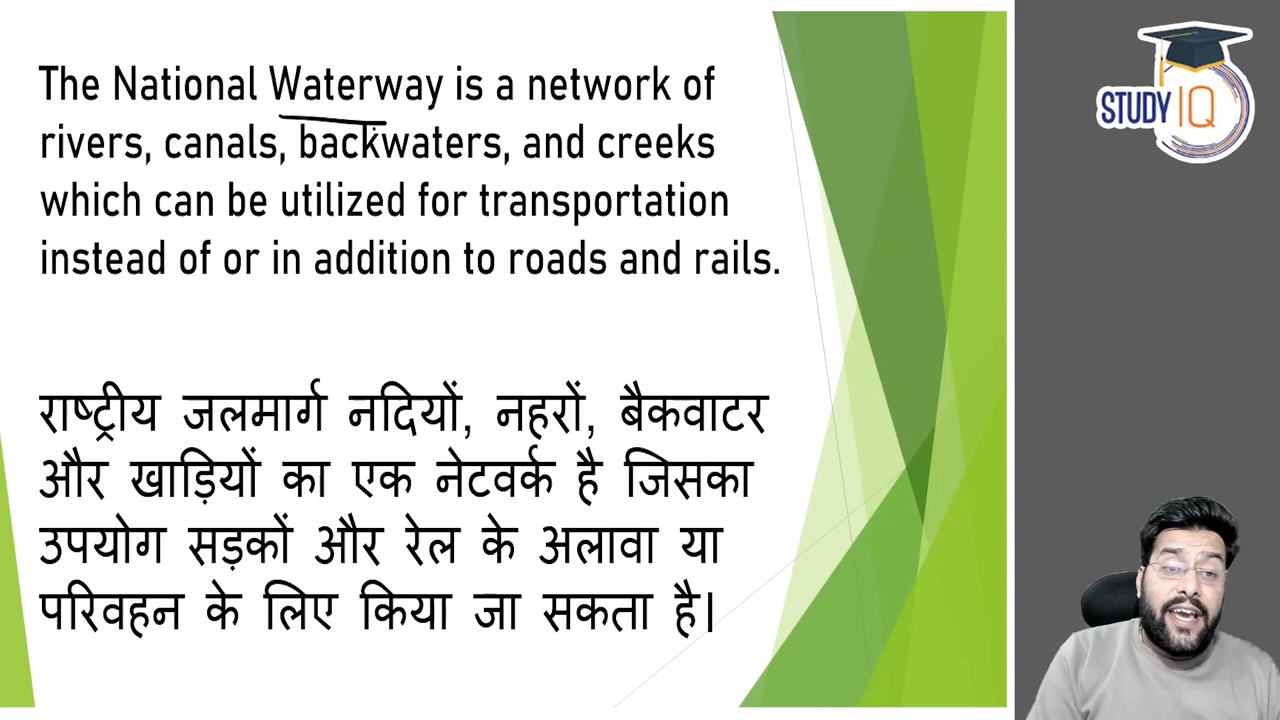 The National Waterway is a network of
rivers, canals, backwaters, and creeks
which can be utilized for transportation
instead of or in addition to roads and rails.
राष्ट्रीय जलमार्ग नदियों, नहरों, बैकवाटर
और खाड़ियों का एक नेटवर्क है जिसका
उपयोग सड़कों और रेल के अलावा या
परिवहन के लिए किया जा सकता है।
STUDY IQ